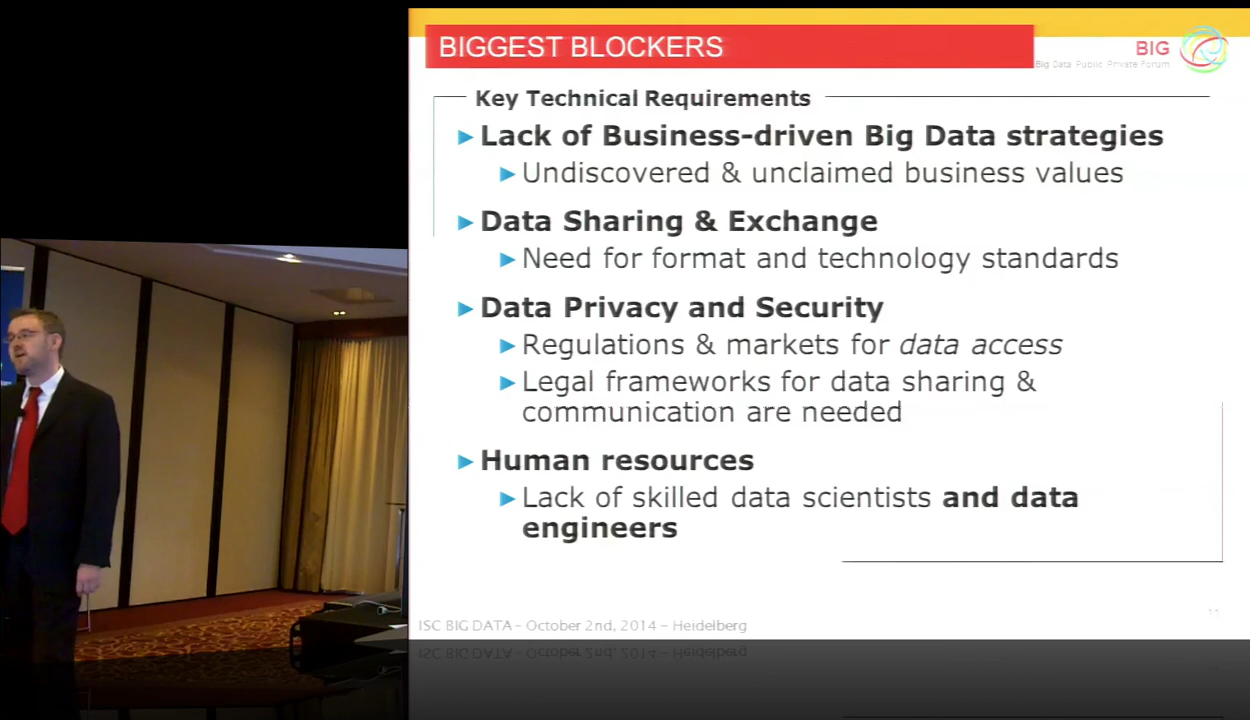 BIGGEST BLOCKERS
BIG
Big Data Public Private Forum
Key Technical Requirements
Lack of Business-driven Big Data strategies
Undiscovered & unclaimed business values
Data Sharing & Exchange
Need for format and technology standards
Data Privacy and Security
Regulations & markets for data access
Legal frameworks for data sharing &
communication are needed
Human resources
Lack of skilled data scientists and data
engineers
11
ISC BIG DATA – October 2nd, 2014 – Heidelberg